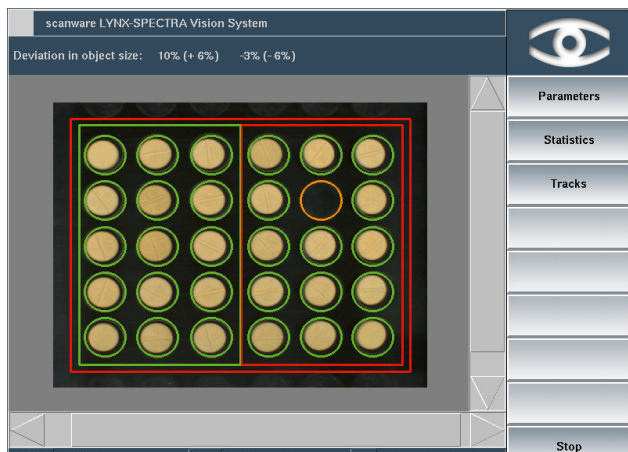 scanware LYNX-SPECTRA Vision System
Deviation in object size: 10% (+ 6%) -3% (- 6%)
Parameters
Statistics
Tracks
Stop